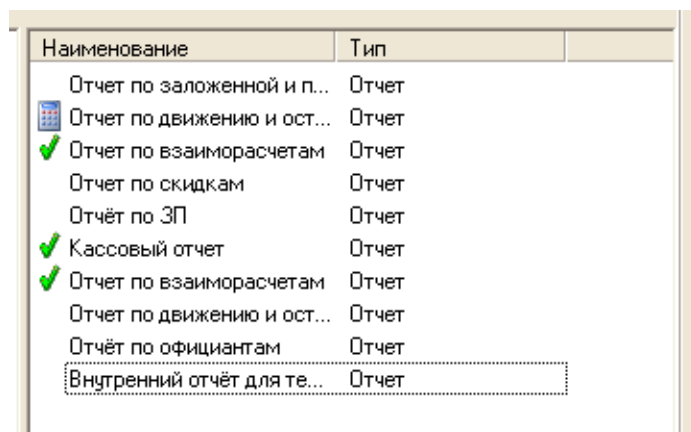 Наименование Тип
Отчет по заложенной и п... Отчет
Отчет по движению и ост... Отчет
Отчет по взаиморасчетам Отчет
Отчет по скидкам Отчет
Отчёт по ЗП Отчет
Кассовый отчет Отчет
Отчет по взаиморасчетам Отчет
Отчет по движению и ост... Отчет
Отчёт по официантам Отчет
Внутренний отчёт для те... Отчет